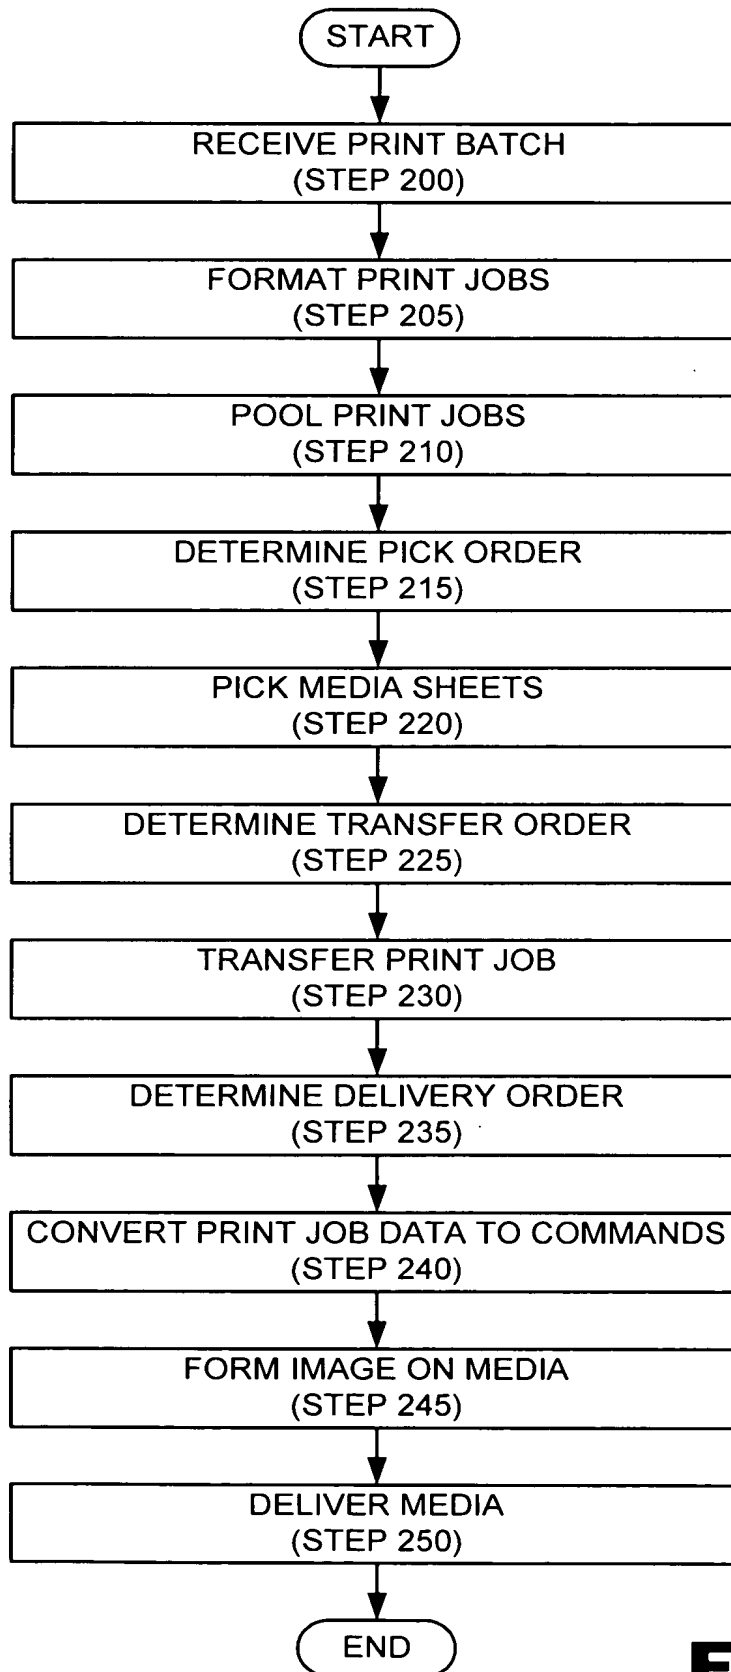 START
RECEIVE PRINT BATCH
(STEP 200)
FORMAT PRINT JOBS
(STEP 205)
POOL PRINT JOBS
(STEP 210)
DETERMINE PICK ORDER
(STEP 215)
PICK MEDIA SHEETS
(STEP 220)
DETERMINE TRANSFER ORDER
(STEP 225)
TRANSFER PRINT JOB
(STEP 230)
DETERMINE DELIVERY ORDER
(STEP 235)
CONVERT PRINT JOB DATA TO COMMANDS
(STEP 240)
FORM IMAGE ON MEDIA
(STEP 245)
DELIVER MEDIA
(STEP 250)
END